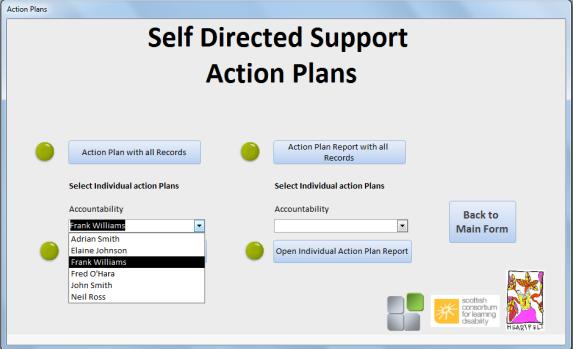 Action Plans
Self Directed Support
Action Plans
Action Plan with all Records
Action Plan Report with all
Records
Select Individual action Plans
Select Individual action Plans
Accountability
Accountability
Frank Williams
Adrian Smith
Elaine Johnson
Frank Williams
Fred O'Hara
John Smith
Neil Ross
Open Individual Action Plan Report
Back to
Main Form
scottish
consortium
for learning
disability
HEARTFELT